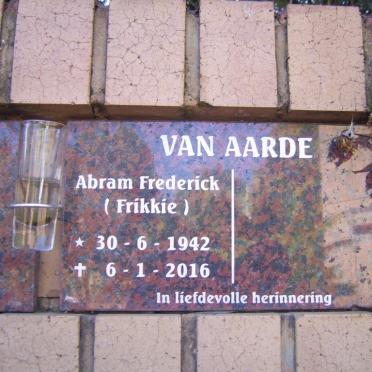 VAN AARDE
Abram Frederick
( Frikkie )
★ 30 - 6 - 1942
✝ 6 - 1 - 2016
In liefdevolle herinnering